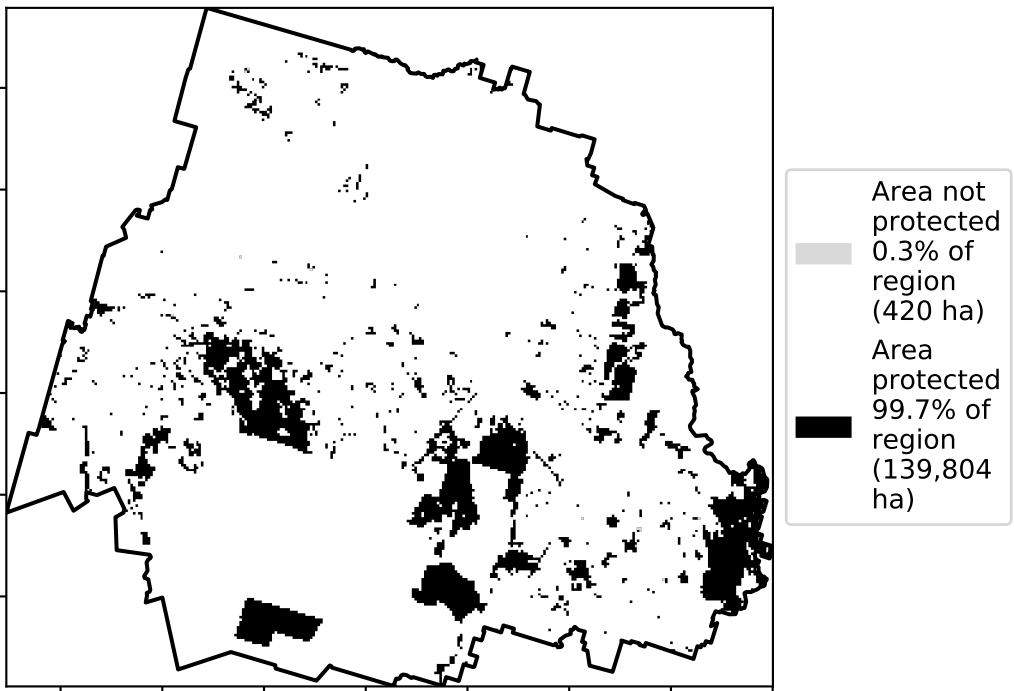 Area not
protected
0.3% of
region
(420 ha)
Area
protected
99.7% of
region
(139,804
ha)